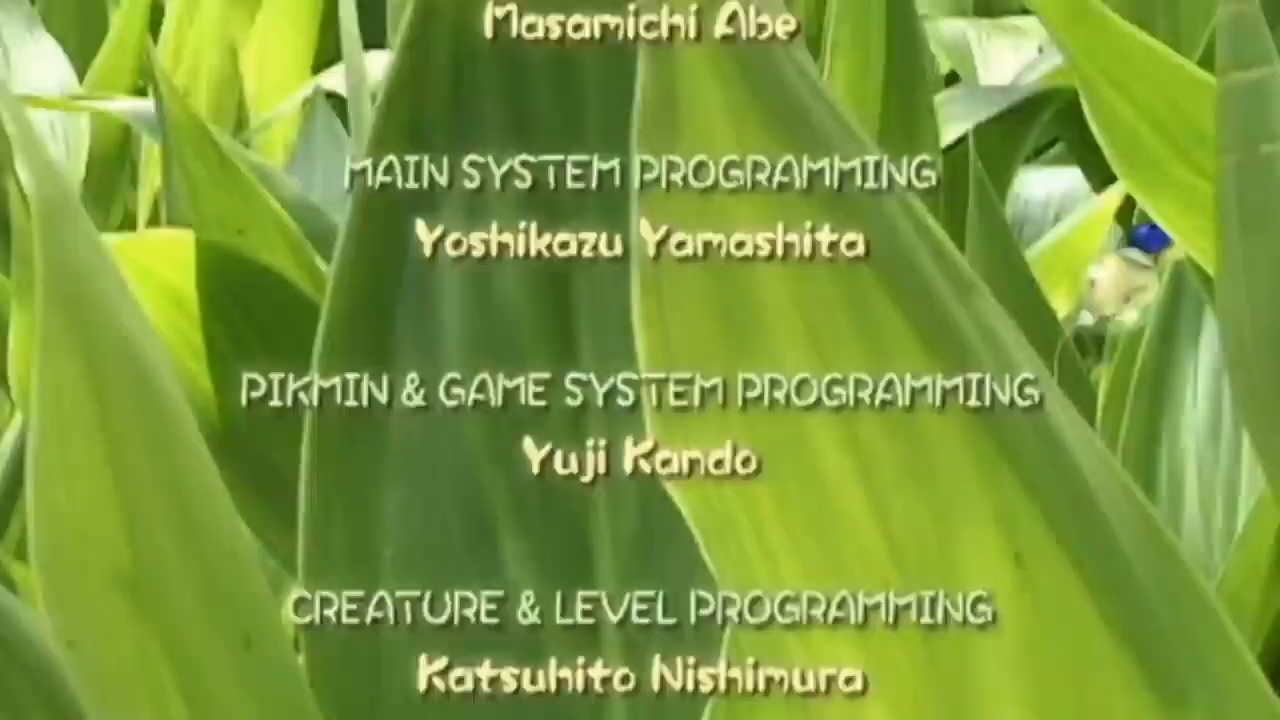 Masamichi Abe
MAIN SYSTEM PROGRAMMING
Yoshikazu Yamashita
PIKMIN & GAME SYSTEM PROGRAMMING
Yuji Kando
CREATURE & LEVEL PROGRAMMING
Katsuhito Nishimura